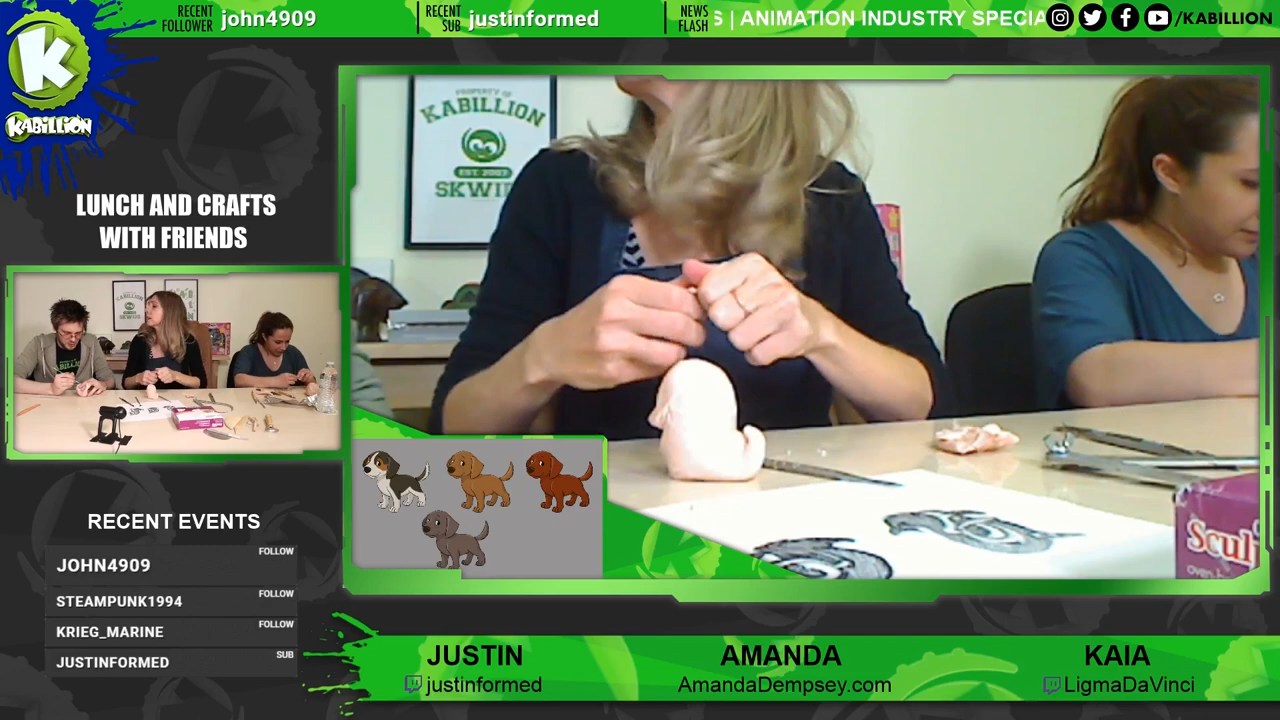 RECENT
FOLLOWER
john4909
RECENT
SUB
justinformed
NEWS
FLASH
S | ANIMATION INDUSTRY SPECIA
/KABILLION
K
KABILLION
LUNCH AND CRAFTS
WITH FRIENDS
PROPERTY OF
KABILLION
EST. 2007
SKWI
RECENT EVENTS
FOLLOW
JOHN4909
FOLLOW
STEAMPUNK1994
FOLLOW
KRIEG_MARINE
SUB
JUSTINFORMED
Scul
JUSTIN
justinformed
AMANDA
AmandaDempsey.com
KAIA
LigmaDaVinci